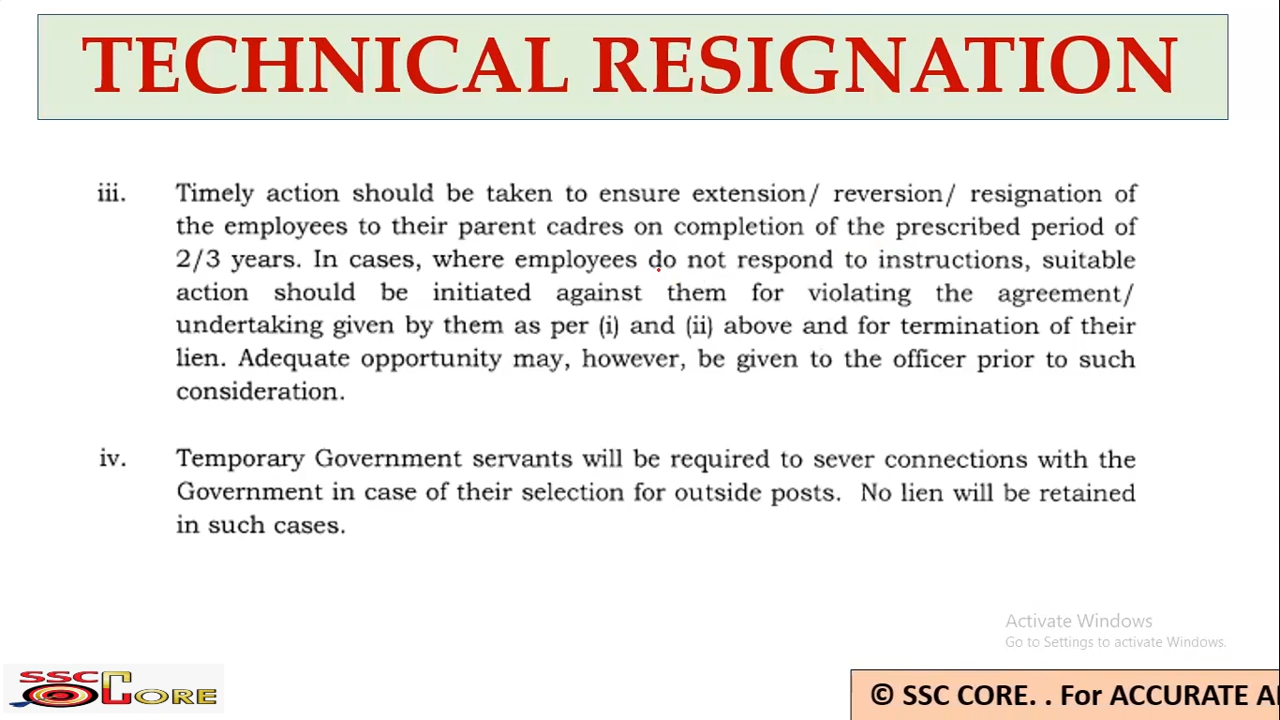 TECHNICAL RESIGNATION
iii. Timely action should be taken to ensure extension/ reversion/ resignation of
the employees to their parent cadres on completion of the prescribed period of
2/3 years. In cases, where employees do not respond to instructions, suitable
action should be initiated against them for violating the agreement/
undertaking given by them as per (i) and (ii) above and for termination of their
lien. Adequate opportunity may, however, be given to the officer prior to such
consideration.
iv. Temporary Government servants will be required to sever connections with the
Government in case of their selection for outside posts. No lien will be retained
in such cases.
Activate Windows
Go to Settings to activate Windows.
SSC
CORE
© SSC CORE. . For ACCURATE